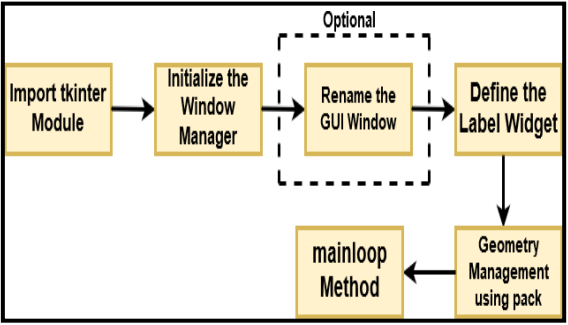 Optional
Import tkinter
Module
Initialize the
Window
Manager
Rename the
GUI Window
Define the
Label Widget
Geometry
Management
using pack
mainloop
Method